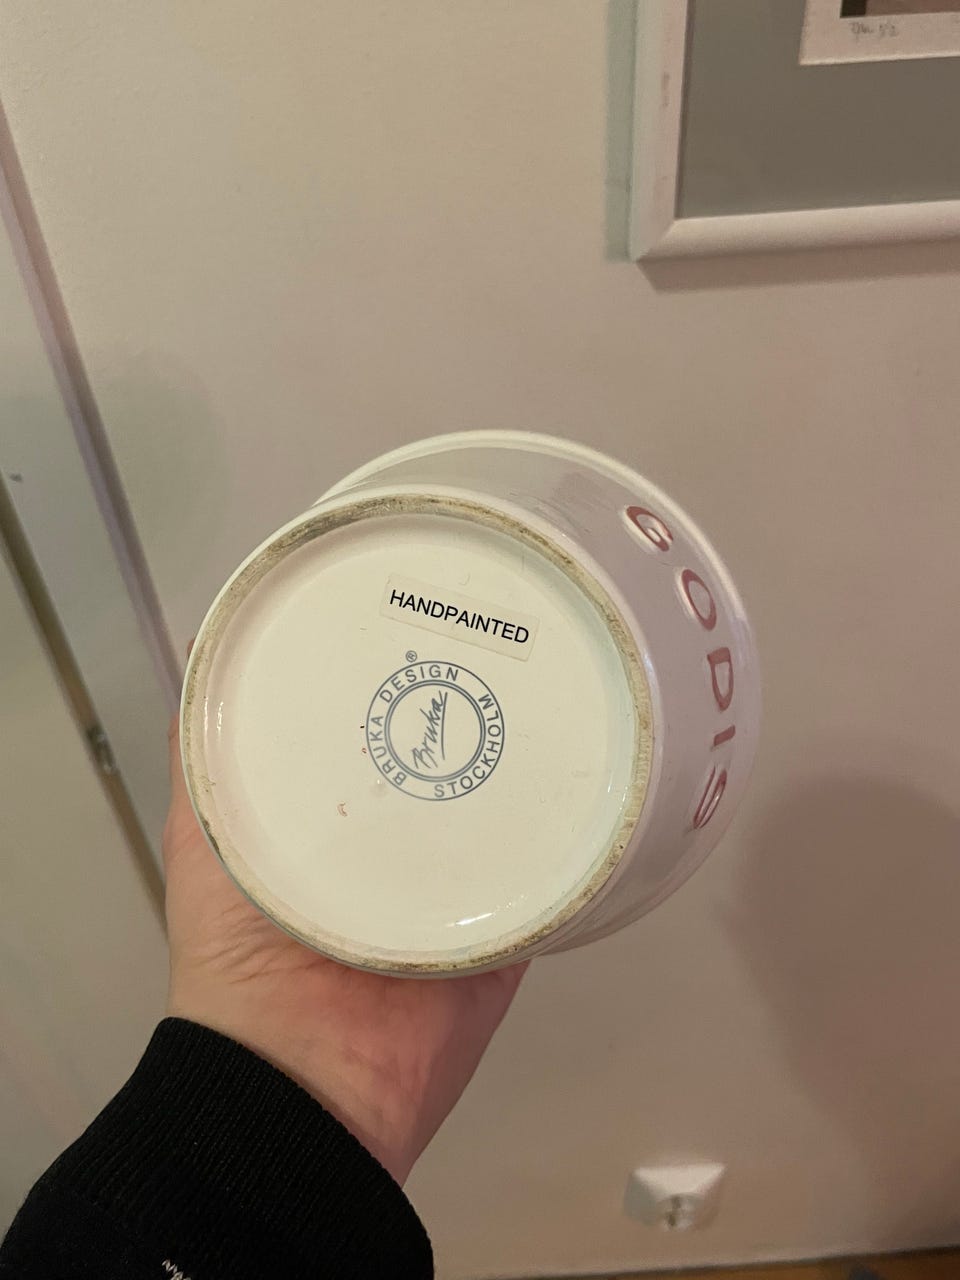 HANDPAINTED
BRUKA DESIGN ®
STOCKHOLM
Bruka
GODIS